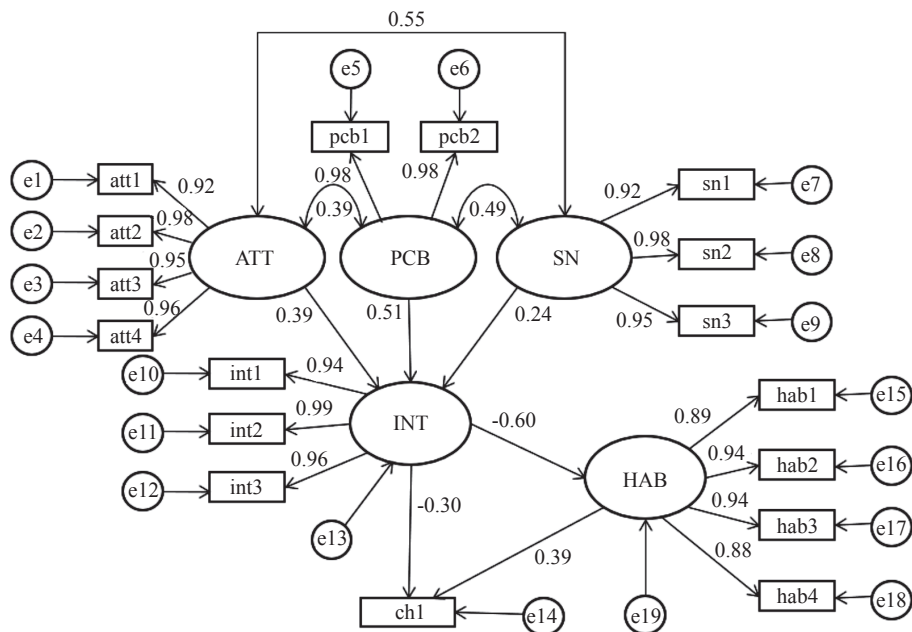 0.55
e5
e6
pcb1
pcb2
e1
att1
0.92
0.98
0.98
0.92
sn1
e7
e2
att2
0.98
0.39
0.49
ATT
PCB
SN
0.98
sn2
e8
e3
att3
0.95
e4
att4
0.96
0.39
0.51
0.24
0.95
sn3
e9
e10
int1
0.94
e11
int2
0.99
INT
-0.60
hab1
e15
0.89
e12
int3
0.96
0.94
hab2
e16
HAB
-0.30
0.94
hab3
e17
e13
0.39
0.88
ch1
e14
e19
hab4
e18